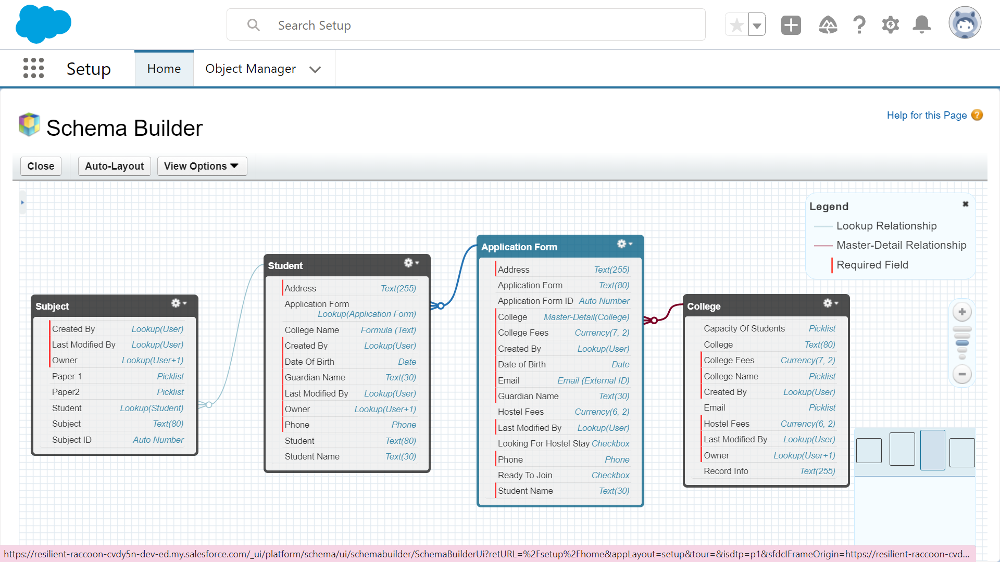 Search Setup
Setup
Home
Object Manager
Schema Builder
Help for this Page
Close
Auto-Layout
View Options
Legend
Lookup Relationship
Master-Detail Relationship
Required Field
Subject
Created By Lookup(User)
Last Modified By Lookup(User)
Owner Lookup(User+1)
Paper 1 Picklist
Paper2 Picklist
Student Lookup(Student)
Subject Text(80)
Subject ID Auto Number
Student
Address Text(255)
Application Form
Lookup(Application Form)
College Name Formula (Text)
Created By Lookup(User)
Date Of Birth Date
Guardian Name Text(30)
Last Modified By Lookup(User)
Owner Lookup(User+1)
Phone Phone
Student Text(80)
Student Name Text(30)
Application Form
Address Text(255)
Application Form Text(80)
Application Form ID Auto Number
College Master-Detail(College)
College Fees Currency(7, 2)
Created By Lookup(User)
Date of Birth Date
Email Email (External ID)
Guardian Name Text(30)
Hostel Fees Currency(6, 2)
Last Modified By Lookup(User)
Looking For Hostel Stay Checkbox
Phone Phone
Ready To Join Checkbox
Student Name Text(30)
College
Capacity Of Students Picklist
College Text(80)
College Fees Currency(7, 2)
College Name Picklist
Created By Lookup(User)
Email Picklist
Hostel Fees Currency(6, 2)
Last Modified By Lookup(User)
Owner Lookup(User+1)
Record Info Text(255)
https://resilient-raccoon-cvdy5n-dev-ed.my.salesforce.com/_ui/platform/schema/ui/schemabuilder/SchemaBuilderUi?retURL=%2Fsetup%2Fhome&appLayout=setup&tour=&isdtp=p1&sfdcIFrameOrigin=https://resilient-raccoon-cvd...